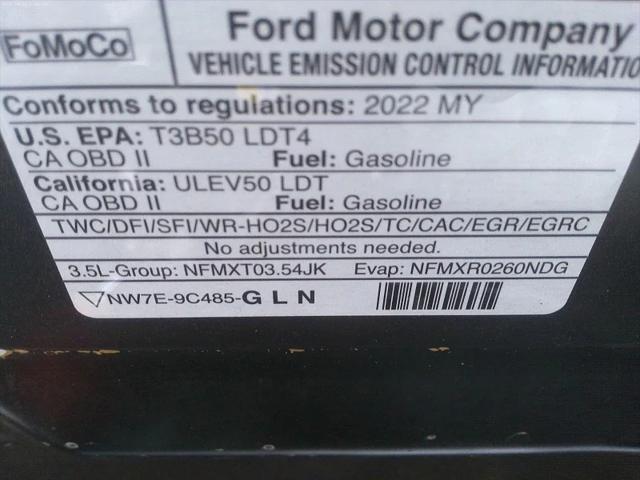 FoMoCo
Ford Motor Company
VEHICLE EMISSION CONTROL INFORMATIO
Conforms to regulations: 2022 MY
U.S. EPA: T3B50 LDT4
CA OBD II Fuel: Gasoline
California: ULEV50 LDT
CA OBD II Fuel: Gasoline
TWC/DFI/SFI/WR-HO2S/HO2S/TC/CAC/EGR/EGRC
No adjustments needed.
3.5L-Group: NFMXT03.54JK Evap: NFMXR0260NDG
NW7E-9C485-G L N